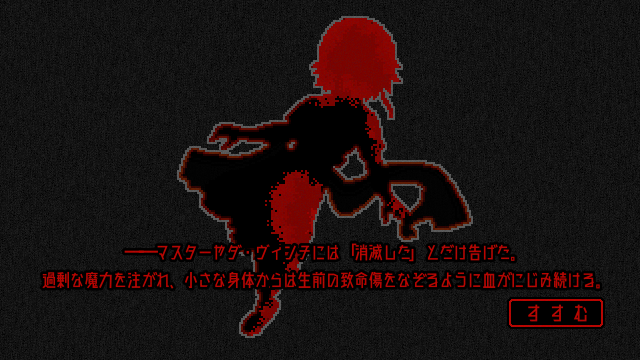 ――マスターヤダ・ヴィンチには「消滅した」とだけ告げた。
過剰な魔力を注がれ、小さな身体からは生前の致命傷をなぞるように血がにじみ続ける。
すすむ